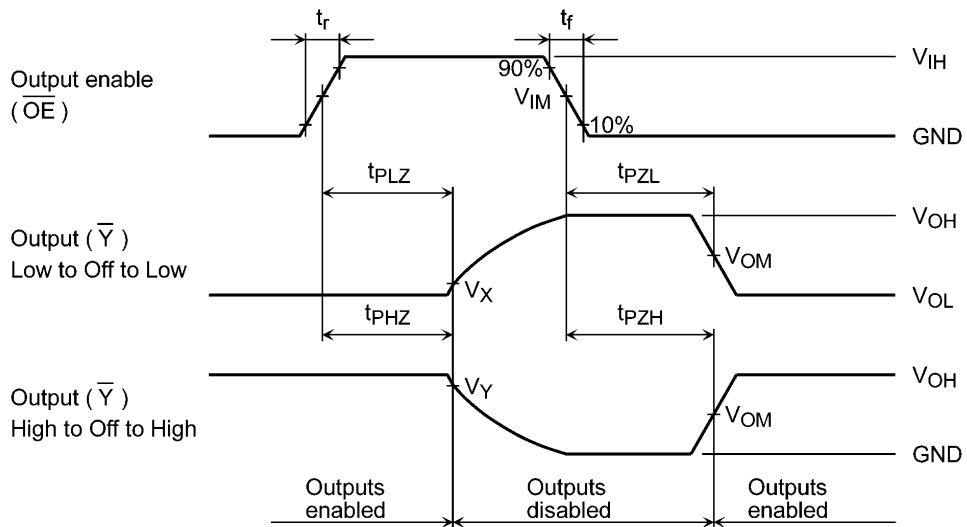 tr
tf
Output enable
( O̅E̅ )
90%
VIM
10%
VIH
GND
tPLZ
tPZL
Output ( Y̅ )
Low to Off to Low
VX
VOH
VOM
VOL
tPHZ
tPZH
Output ( Y̅ )
High to Off to High
VY
VOH
VOM
GND
Outputs
enabled
Outputs
disabled
Outputs
enabled